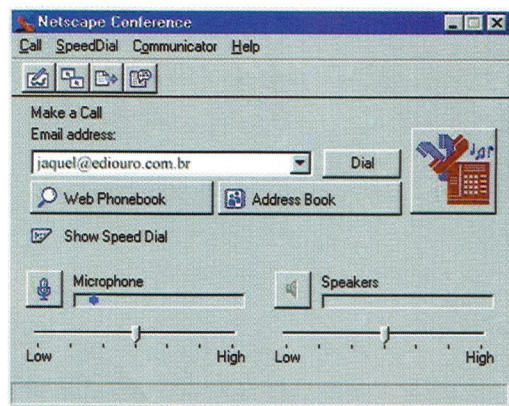 Netscape Conference
Call SpeedDial Communicator Help
Make a Call
Email address:
jaquel@ediouro.com.br
Dial
Web Phonebook Address Book
Show Speed Dial
Microphone Speakers
Low High Low High